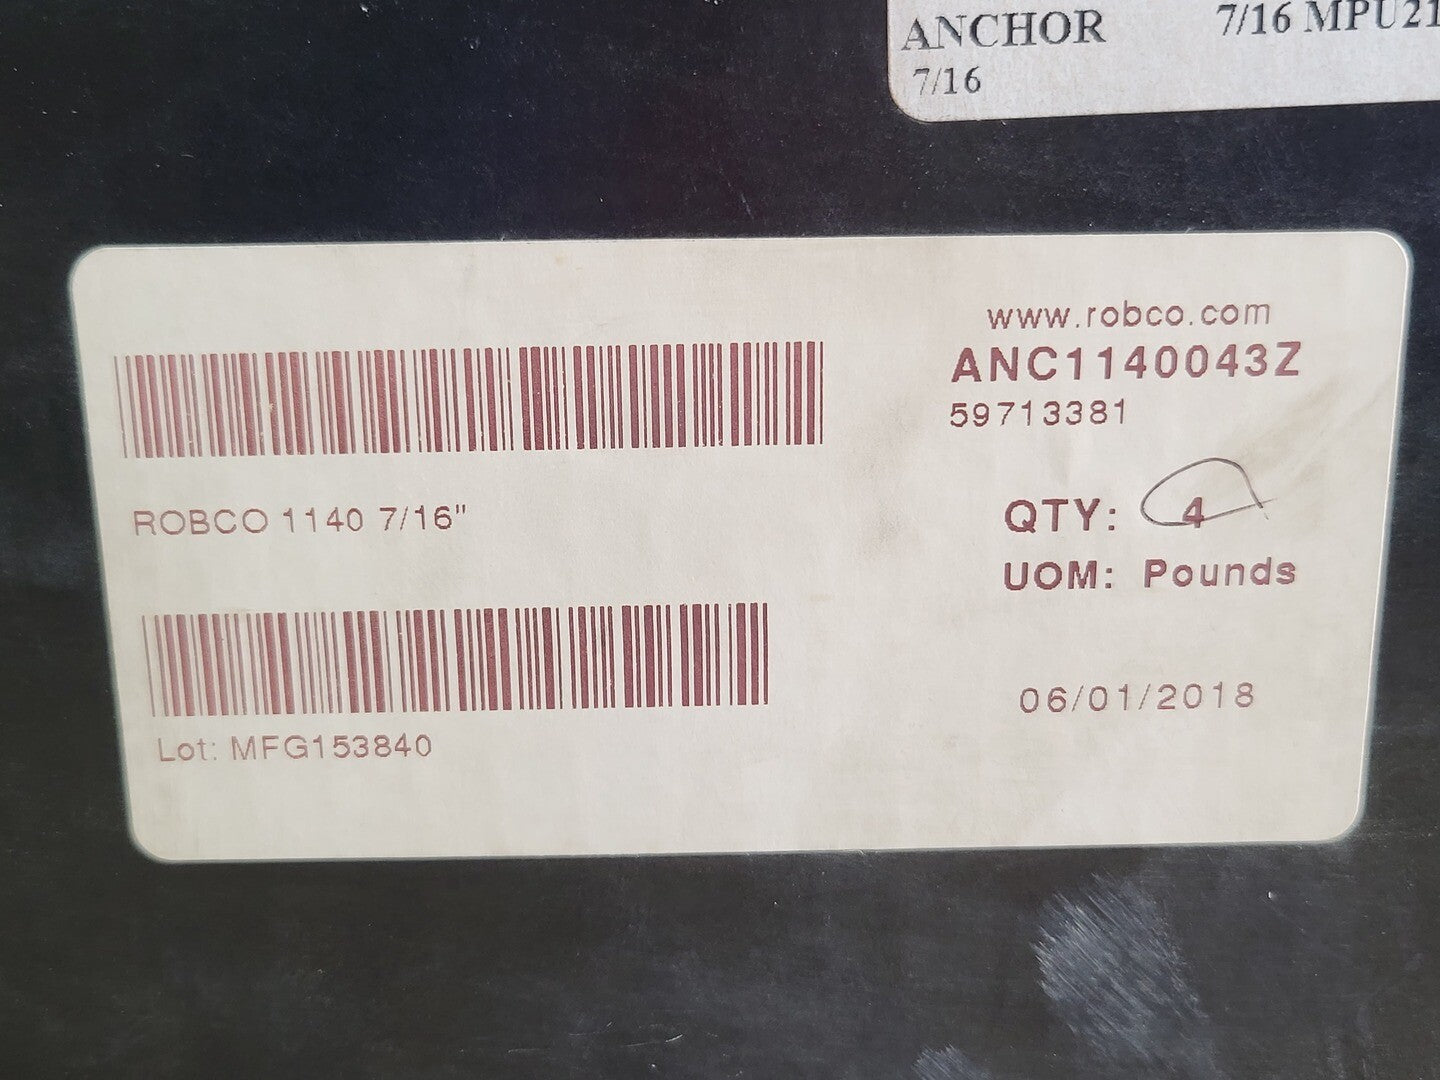 ANCHOR 7/16 MPU21
7/16
www.robco.com
ANC1140043Z
59713381
ROBCO 1140 7/16"
QTY: 4
UOM: Pounds
06/01/2018
Lot: MFG153840